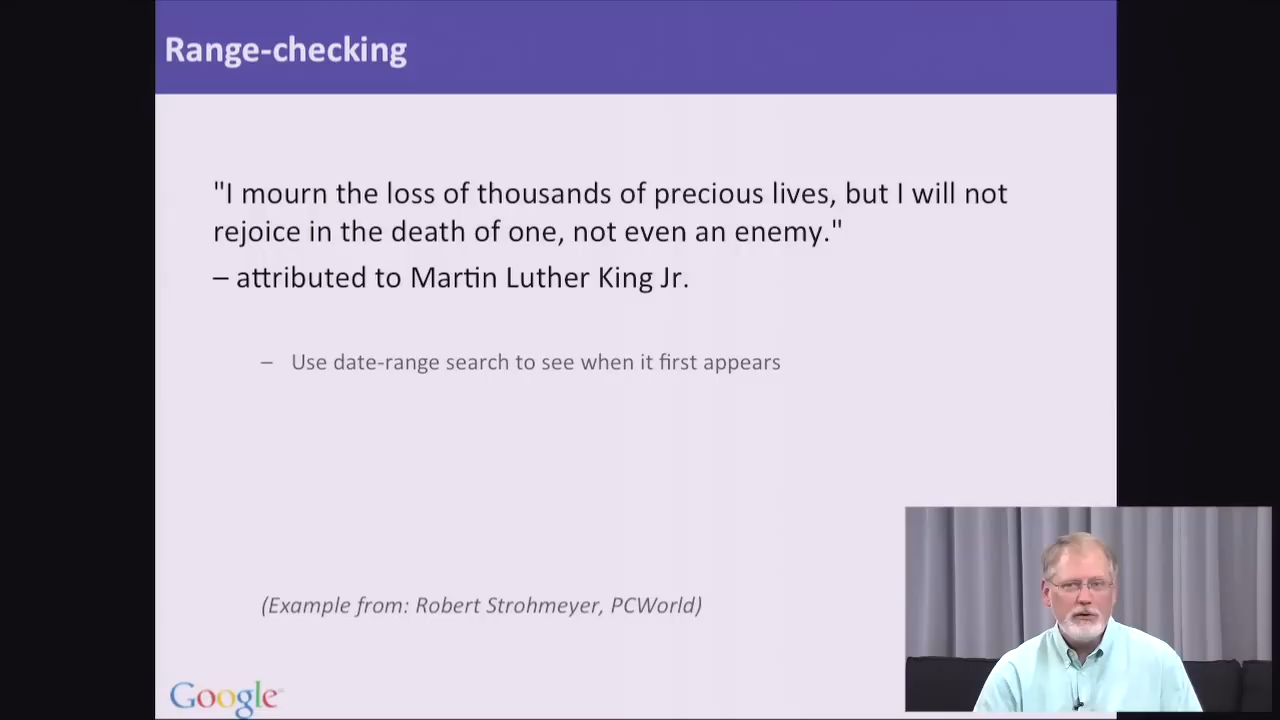 Range-checking
"I mourn the loss of thousands of precious lives, but I will not
rejoice in the death of one, not even an enemy."
– attributed to Martin Luther King Jr.
– Use date-range search to see when it first appears
(Example from: Robert Strohmeyer, PCWorld)
Google